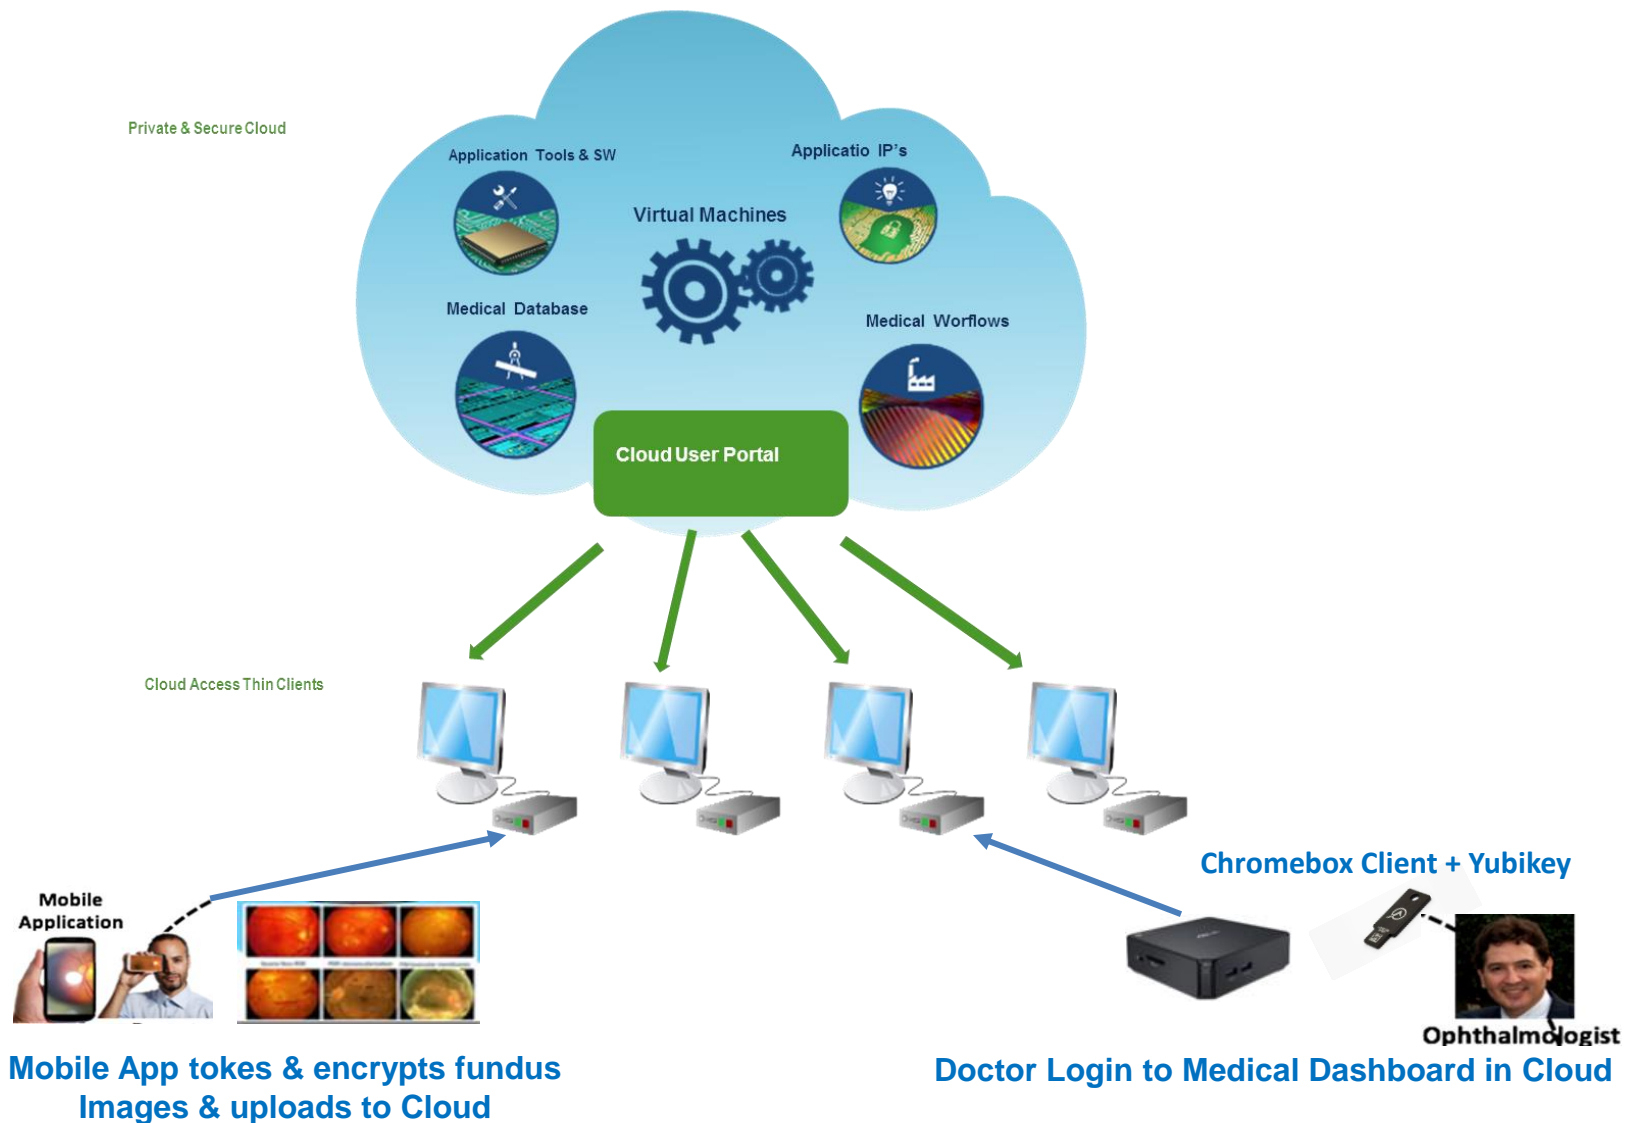 Private & Secure Cloud
Application Tools & SW
Applicatio IP's
Virtual Machines
Medical Database
Medical Worflows
Cloud User Portal
Cloud Access Thin Clients
Chromebox Client + Yubikey
Mobile
Application
Ophthalmologist
Mobile App tokes & encrypts fundus
Images & uploads to Cloud
Doctor Login to Medical Dashboard in Cloud